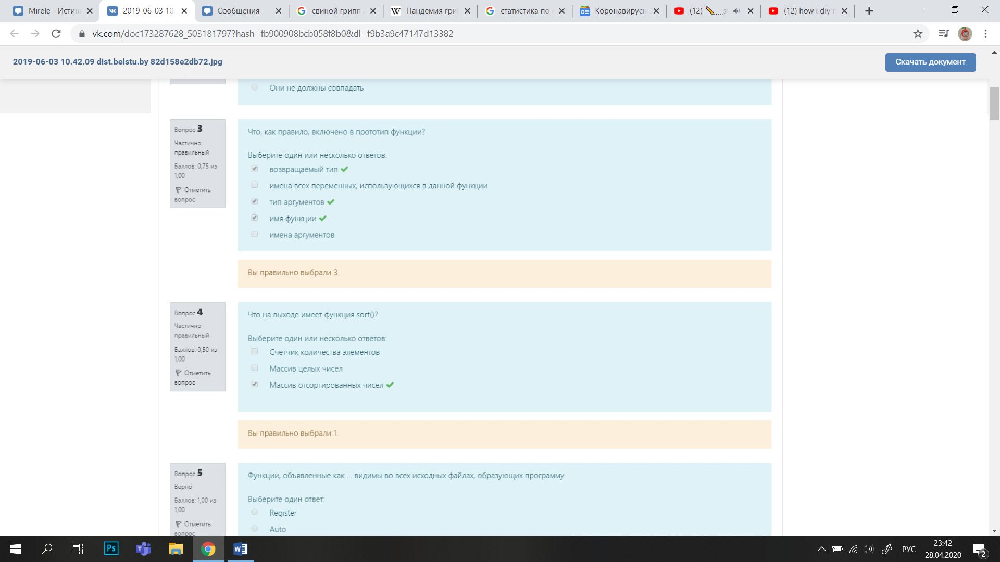 Mirele - Истин
2019-06-03 10.
Сообщения
свиной грипп
Пандемия гри
статистика по
Коронавирусн
(12)
(12) how i diy
vk.com/doc173287628_503181797?hash=fb900908bcb058f8b0&dl=f9b3a9c47147d13382
2019-06-03 10.42.09 dist.belstu.by 82d158e2db72.jpg
Скачать документ
Они не должны совпадать
Вопрос 3
Частично
правильный
Баллов: 0,75 из
1,00
Отметить
вопрос
Что, как правило, включено в прототип функции?
Выберите один или несколько ответов:
возвращаемый тип
имена всех переменных, использующихся в данной функции
тип аргументов
имя функции
имена аргументов
Вы правильно выбрали 3.
Вопрос 4
Частично
правильный
Баллов: 0,50 из
1,00
Отметить
вопрос
Что на выходе имеет функция sort()?
Выберите один или несколько ответов:
Счетчик количества элементов
Массив целых чисел
Массив отсортированных чисел
Вы правильно выбрали 1.
Вопрос 5
Верно
Баллов: 1,00 из
1,00
Отметить
вопрос
Функции, объявленные как ... видимы во всех исходных файлах, образующих программу.
Выберите один ответ:
Register
Auto
РУС
23:42
28.04.2020
2